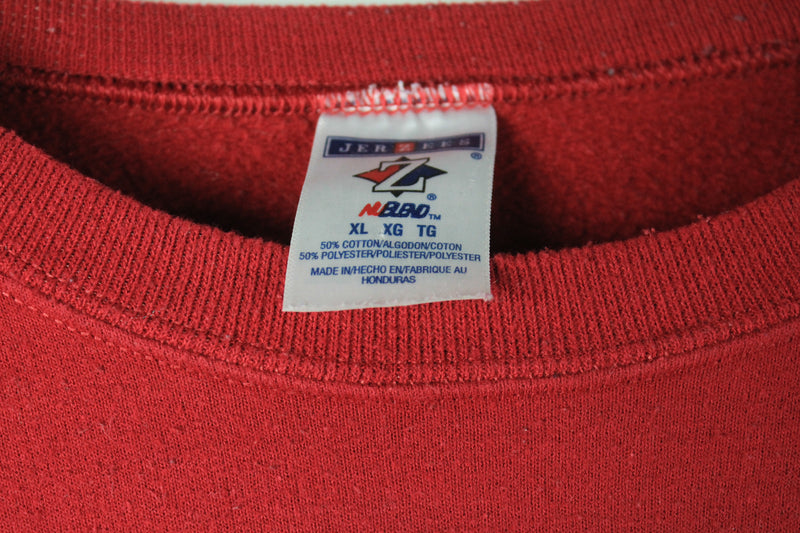 JERZEES®
Z®
NUBLEND™
XL XG TG
50% COTTON/ALGODON/COTON
50% POLYESTER/POLIESTER/POLYESTER
MADE IN/HECHO EN/FABRIQUE AU
HONDURAS